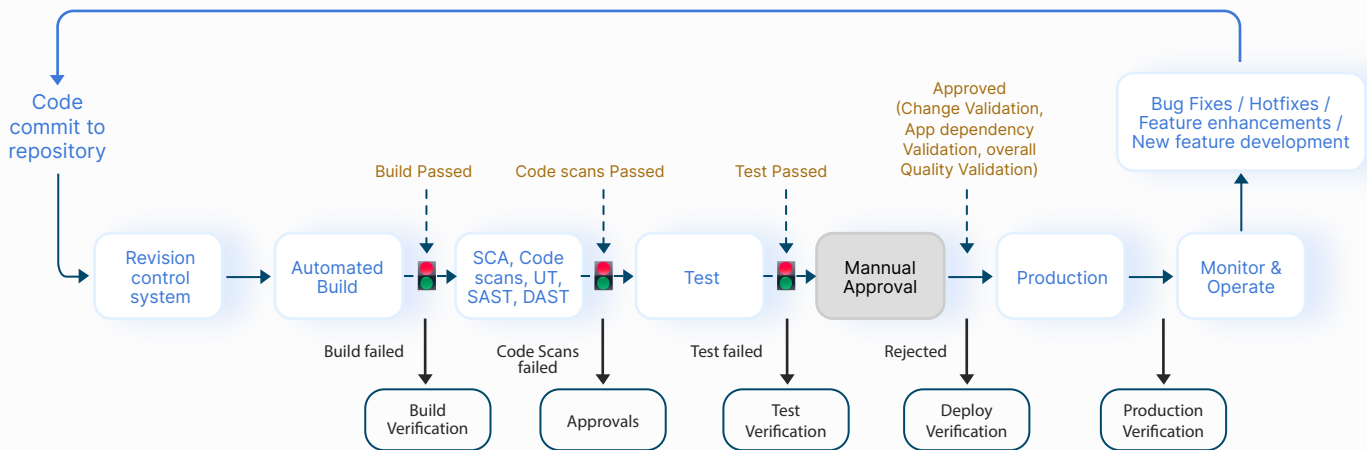 Code
commit to
repository
Build Passed
Code scans Passed
Test Passed
Approved
(Change Validation,
App dependency
Validation, overall
Quality Validation)
Bug Fixes / Hotfixes /
Feature enhancements /
New feature development
Revision
control
system
Automated
Build
SCA, Code
scans, UT,
SAST, DAST
Test
Mannual
Approval
Production
Monitor &
Operate
Build failed
Code Scans
failed
Test failed
Rejected
Build
Verification
Approvals
Test
Verification
Deploy
Verification
Production
Verification